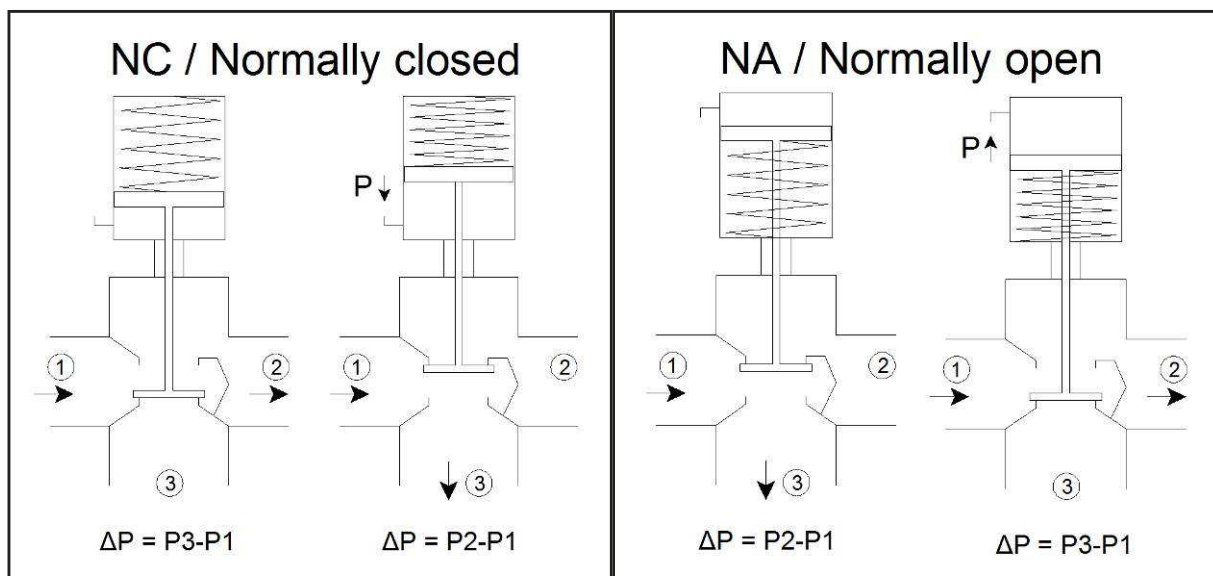 NC / Normally closed
P
① ② ① ②
③ ③
ΔP = P3-P1 ΔP = P2-P1
NA / Normally open
P
① ② ① ②
③ ③
ΔP = P2-P1 ΔP = P3-P1